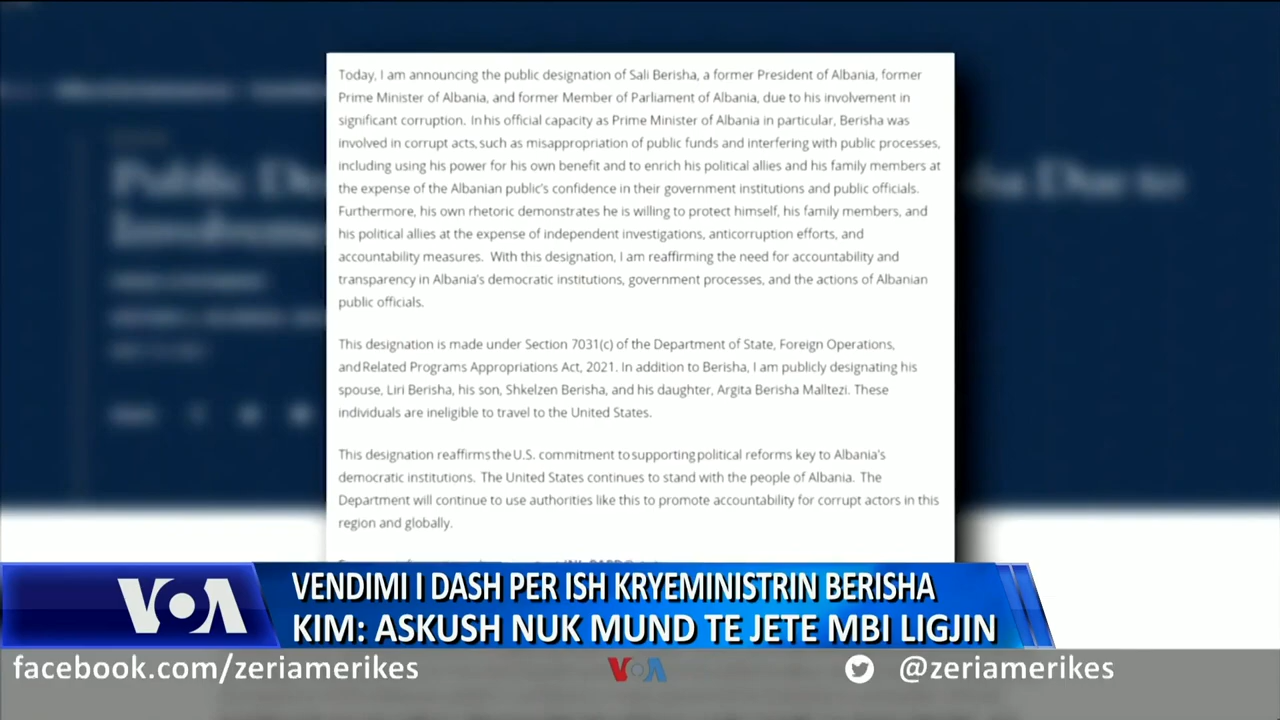 Today, I am announcing the public designation of Sali Berisha, a former President of Albania, former
Prime Minister of Albania, and former Member of Parliament of Albania, due to his involvement in
significant corruption. In his official capacity as Prime Minister of Albania in particular, Berisha was
involved in corrupt acts, such as misappropriation of public funds and interfering with public processes,
including using his power for his own benefit and to enrich his political allies and his family members at
the expense of the Albanian public's confidence in their government institutions and public officials.
Furthermore, his own rhetoric demonstrates he is willing to protect himself, his family members, and
his political allies at the expense of independent investigations, anticorruption efforts, and
accountability measures. With this designation, I am reaffirming the need for accountability and
transparency in Albania's democratic institutions, government processes, and the actions of Albanian
public officials.
This designation is made under Section 7031(c) of the Department of State, Foreign Operations,
and Related Programs Appropriations Act, 2021. In addition to Berisha, I am publicly designating his
spouse, Liri Berisha, his son, Shkelzen Berisha, and his daughter, Argita Berisha Malltezi. These
individuals are ineligible to travel to the United States.
This designation reaffirms the U.S. commitment to supporting political reforms key to Albania's
democratic institutions. The United States continues to stand with the people of Albania. The
Department will continue to use authorities like this to promote accountability for corrupt actors in this
region and globally.
VOA
VENDIMI I DASH PER ISH KRYEMINISTRIN BERISHA
KIM: ASKUSH NUK MUND TE JETE MBI LIGJIN
facebook.com/zeriamerikes
VOA
@zeriamerikes